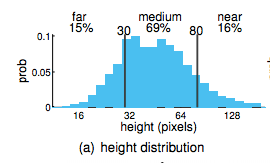 far medium near
15% 69% 16%
30 80
0.1
0.05
0
prob
16 32 64 128
height (pixels)
(a) height distribution